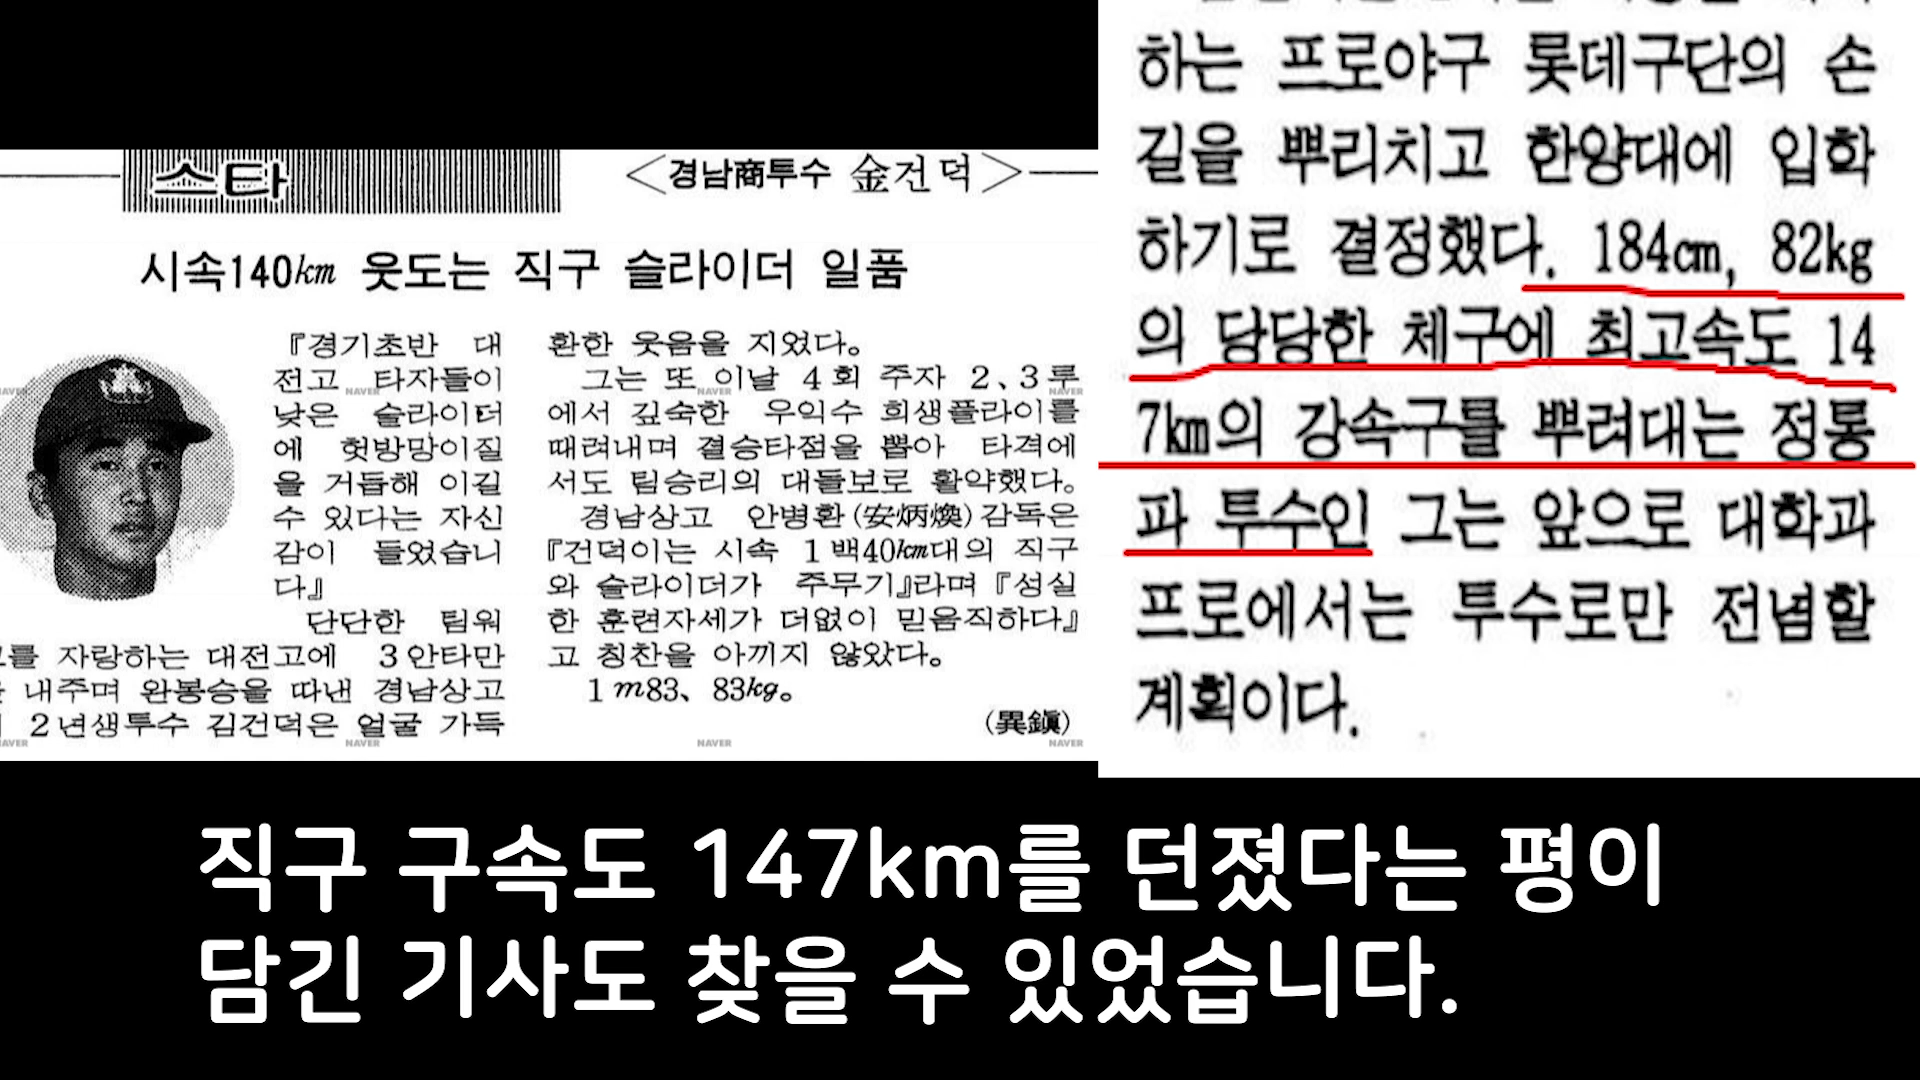 스타
<경남商투수 金건덕>
시속140km 웃도는 직구 슬라이더 일품
『경기초반 대
전고 타자들이
낮은 슬라이더
에 헛방망이질
을 거듭해 이길
수 있다는 자신
감이 들었습니
다』
단단한 팀워
를 자랑하는 대전고에 3안타만
내주며 완봉승을 따낸 경남상고
2년생투수 김건덕은 얼굴 가득
환한 웃음을 지었다。
그는 또 이날 4회 주자 2、3루
에서 깊숙한 우익수 희생플라이를
때려내며 결승타점을 뽑아 타격에
서도 팀승리의 대들보로 활약했다。
경남상고 안병환(安炳煥)감독은
『건덕이는 시속 1백40km대의 직구
와 슬라이더가 주무기』라며『성실
한 훈련자세가 더없이 믿음직하다』
고 칭찬을 아끼지 않았다。
1m83、83kg。
(異鎭)
NAVER NAVER NAVER NAVER
NAVER NAVER NAVER NAVER
하는 프로야구 롯데구단의 손
길을 뿌리치고 한양대에 입학
하기로 결정했다. 184cm, 82kg
의 당당한 체구에 최고속도 14
7km의 강속구를 뿌려대는 정통
파 투수인 그는 앞으로 대학과
프로에서는 투수로만 전념할
계획이다.
직구 구속도 147km를 던졌다는 평이
담긴 기사도 찾을 수 있었습니다.